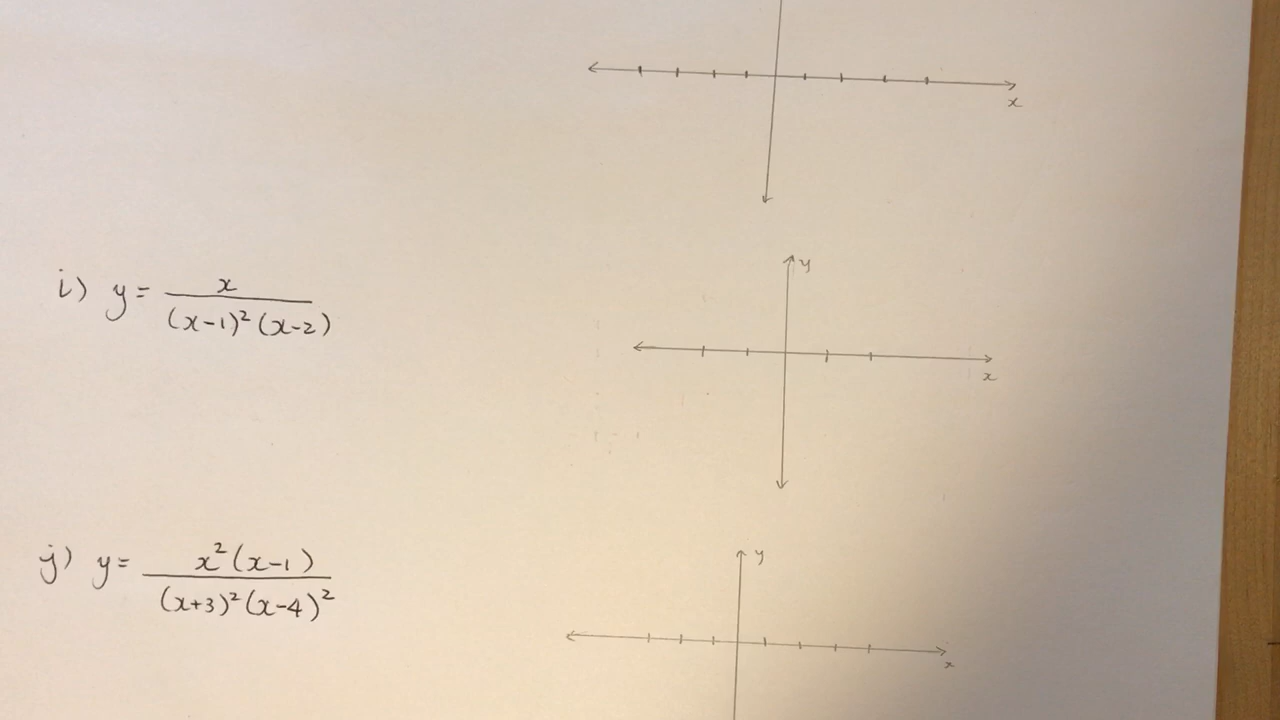 x
i) y = x / (x-1)² (x-2)
y
x
j) y = x² (x-1) / (x+3)² (x-4)²
y
x